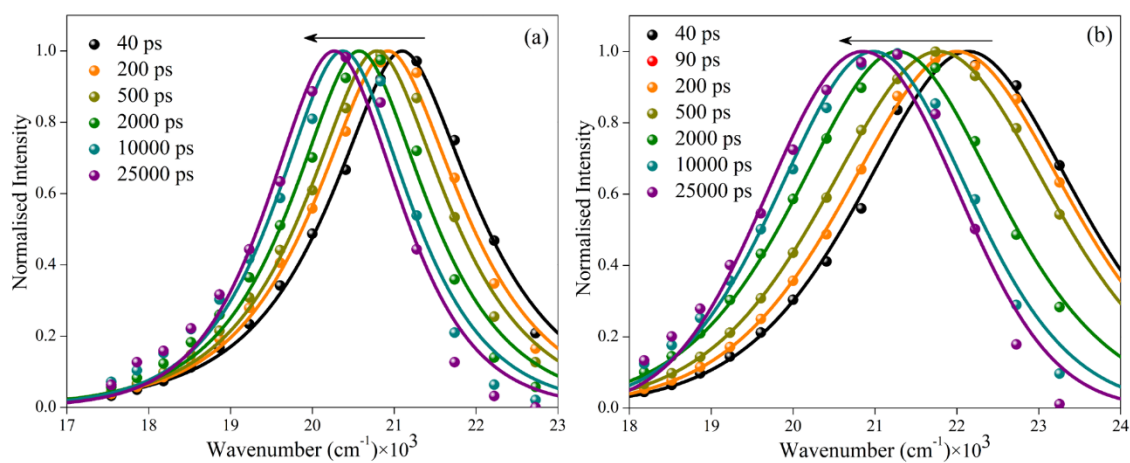 (a)
40 ps
200 ps
500 ps
2000 ps
10000 ps
25000 ps
Normalised Intensity
1.0
0.8
0.6
0.4
0.2
0.0
17 18 19 20 21 22 23
Wavenumber (cm⁻¹)×10³
(b)
40 ps
90 ps
200 ps
500 ps
2000 ps
10000 ps
25000 ps
Normalised Intensity
1.0
0.8
0.6
0.4
0.2
0.0
18 19 20 21 22 23 24
Wavenumber (cm⁻¹)×10³